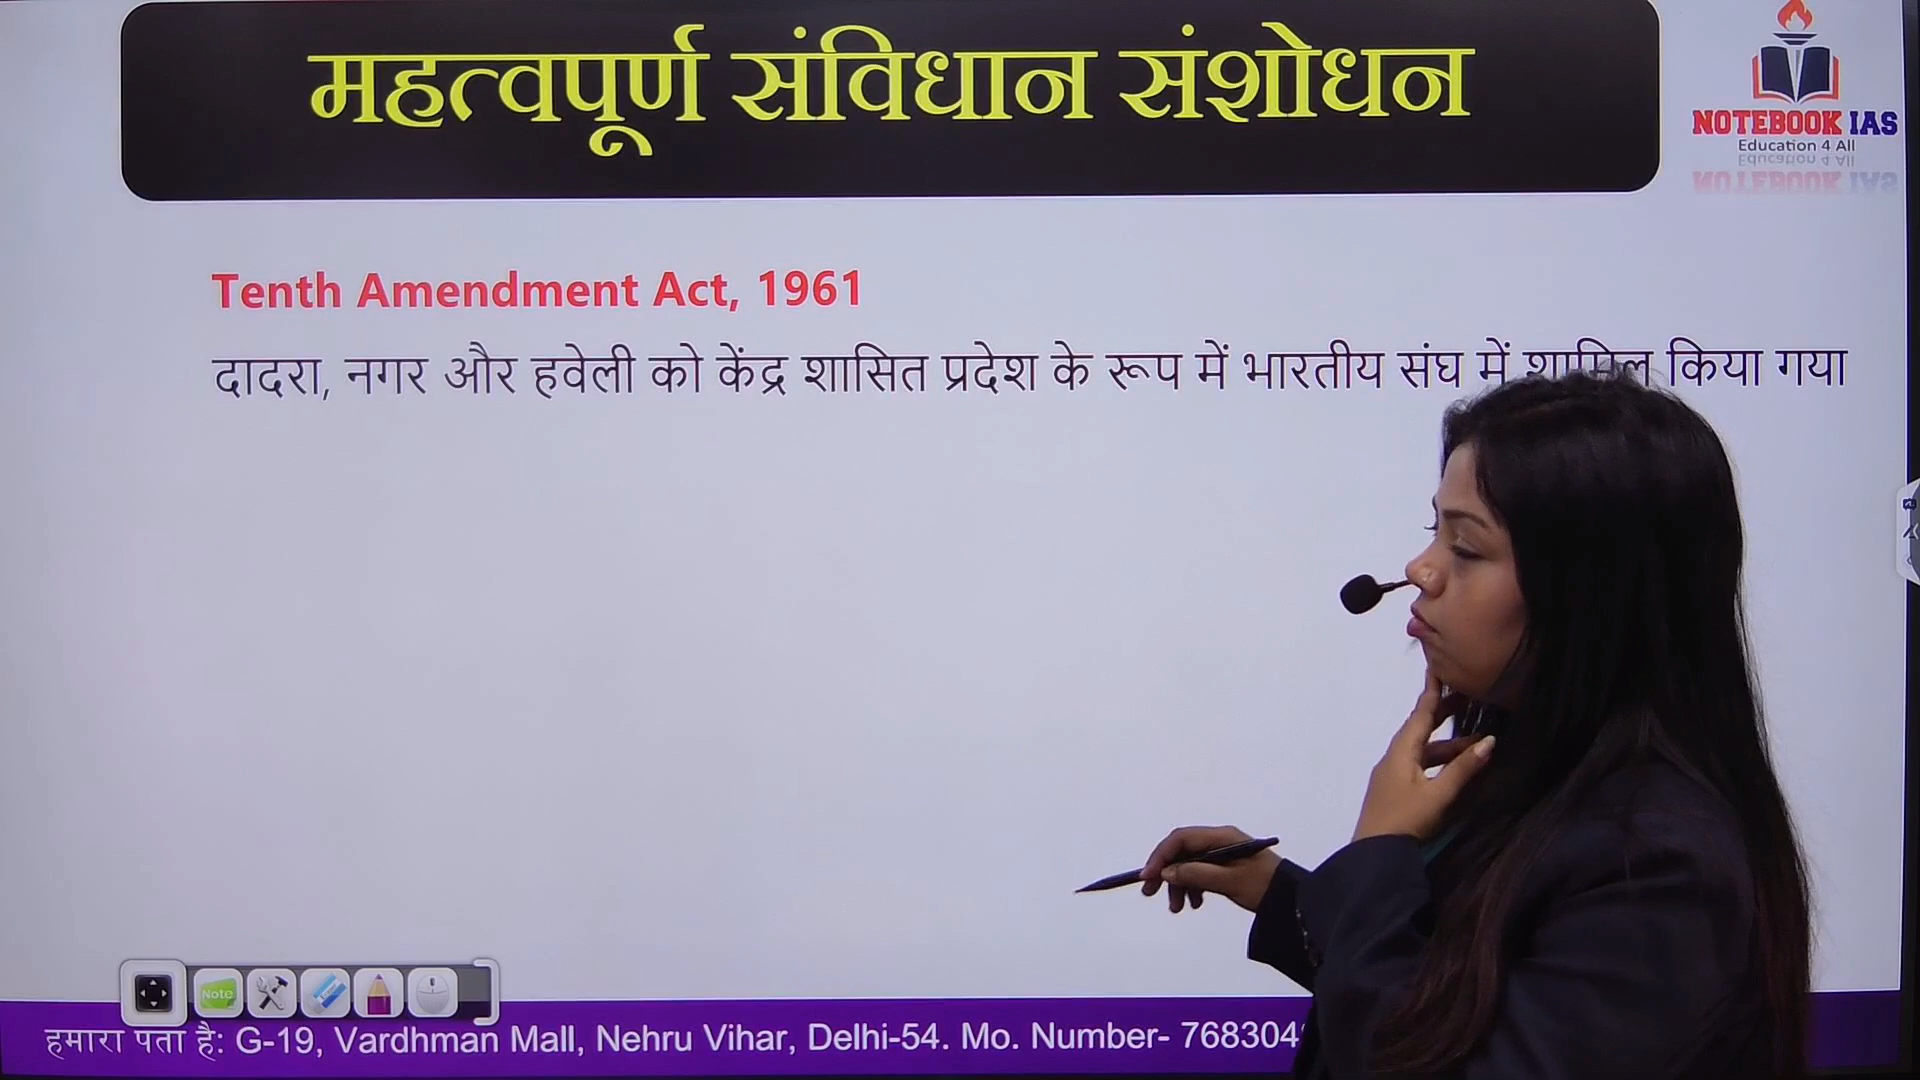 महत्वपूर्ण संविधान संशोधन
NOTEBOOK IAS
Education 4 All
Tenth Amendment Act, 1961
दादरा, नगर और हवेली को केंद्र शासित प्रदेश के रूप में भारतीय संघ में शामिल किया गया
Note
हमारा पता है: G-19, Vardhman Mall, Nehru Vihar, Delhi-54. Mo. Number- 768304